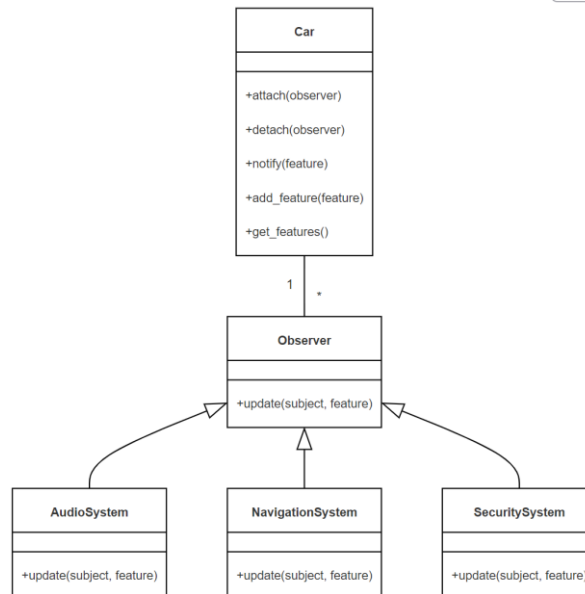 Car
+attach(observer)
+detach(observer)
+notify(feature)
+add_feature(feature)
+get_features()
1
*
Observer
+update(subject, feature)
AudioSystem
NavigationSystem
SecuritySystem
+update(subject, feature)
+update(subject, feature)
+update(subject, feature)